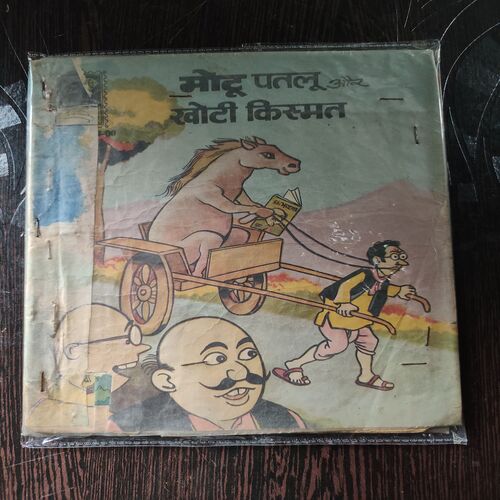 मोटू पतलू और
खोटी किस्मत